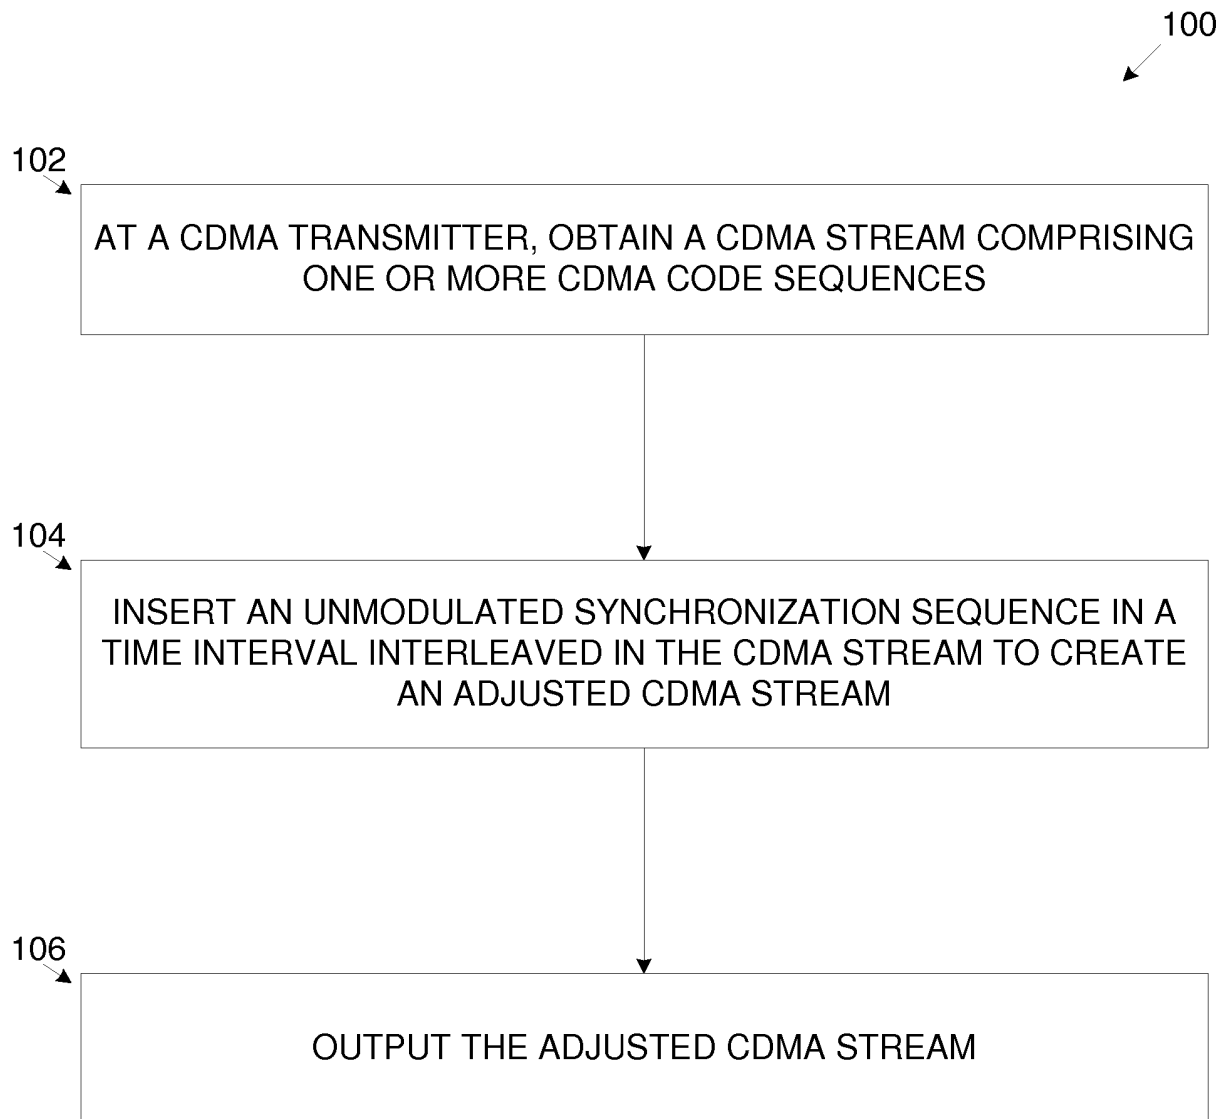 100
102
AT A CDMA TRANSMITTER, OBTAIN A CDMA STREAM COMPRISING
ONE OR MORE CDMA CODE SEQUENCES
104
INSERT AN UNMODULATED SYNCHRONIZATION SEQUENCE IN A
TIME INTERVAL INTERLEAVED IN THE CDMA STREAM TO CREATE
AN ADJUSTED CDMA STREAM
106
OUTPUT THE ADJUSTED CDMA STREAM